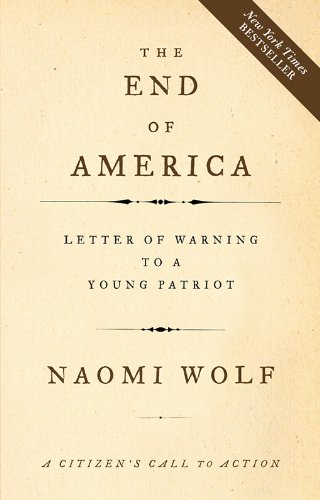 New York Times
BESTSELLER
THE
END
OF
AMERICA
LETTER OF WARNING
TO A
YOUNG PATRIOT
NAOMI WOLF
A CITIZEN'S CALL TO ACTION